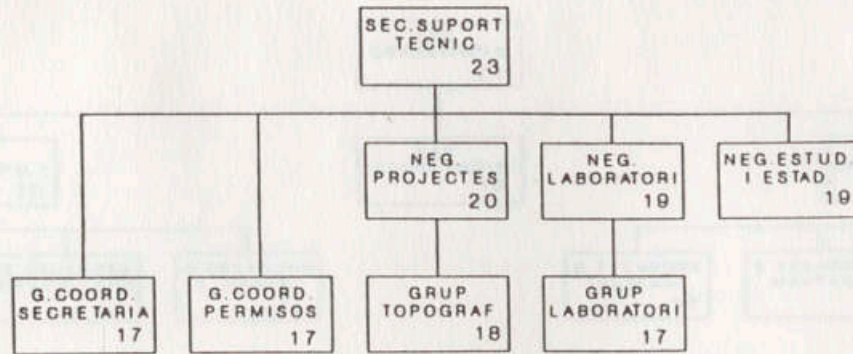 SEC.SUPORT
TECNIC.
23
NEG.
PROJECTES
20
NEG.
LABORATORI
19
NEG.ESTUD.
I ESTAD.
19
G.COORD.
SECRETARIA
17
G.COORD.
PERMISOS
17
GRUP
TOPOGRAF
18
GRUP
LABORATORI
17